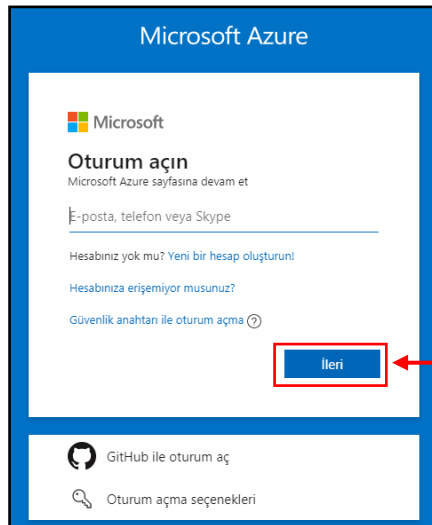 Microsoft Azure
Microsoft
Oturum açın
Microsoft Azure sayfasına devam et
E-posta, telefon veya Skype
Hesabınız yok mu? Yeni bir hesap oluşturun!
Hesabınıza erişemiyor musunuz?
Güvenlik anahtarı ile oturum açma ?
İleri
GitHub ile oturum aç
Oturum açma seçenekleri